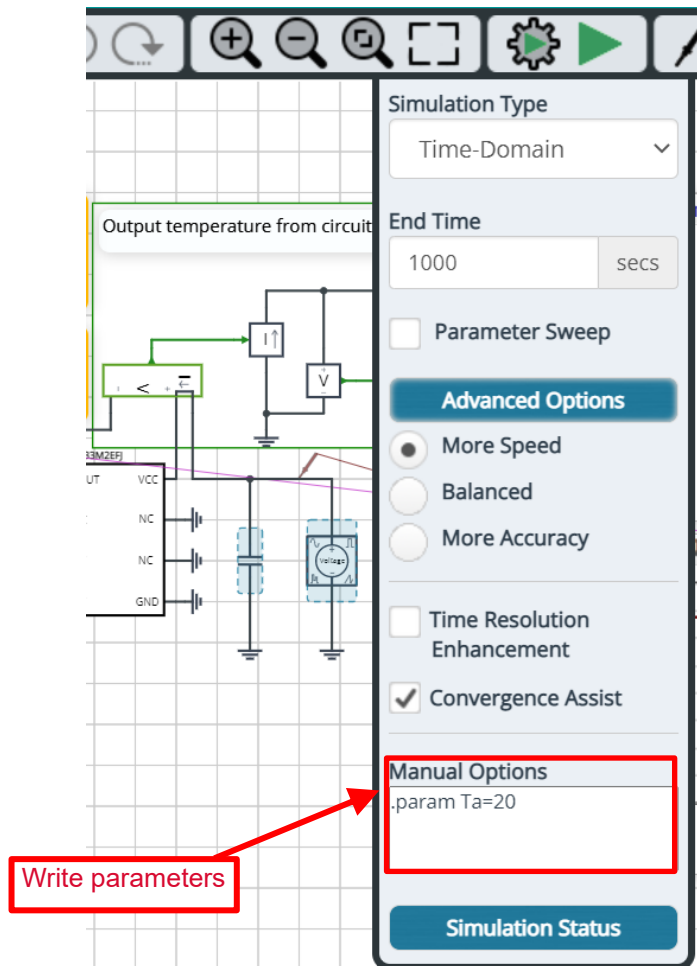 Simulation Type
Time-Domain
End Time
1000 secs
Parameter Sweep
Advanced Options
More Speed
Balanced
More Accuracy
Time Resolution
Enhancement
Convergence Assist
Manual Options
.param Ta=20
Simulation Status
Output temperature from circuit
I
V
33M2EFJ
UT
VCC
NC
NC
GND
Voltage
Write parameters